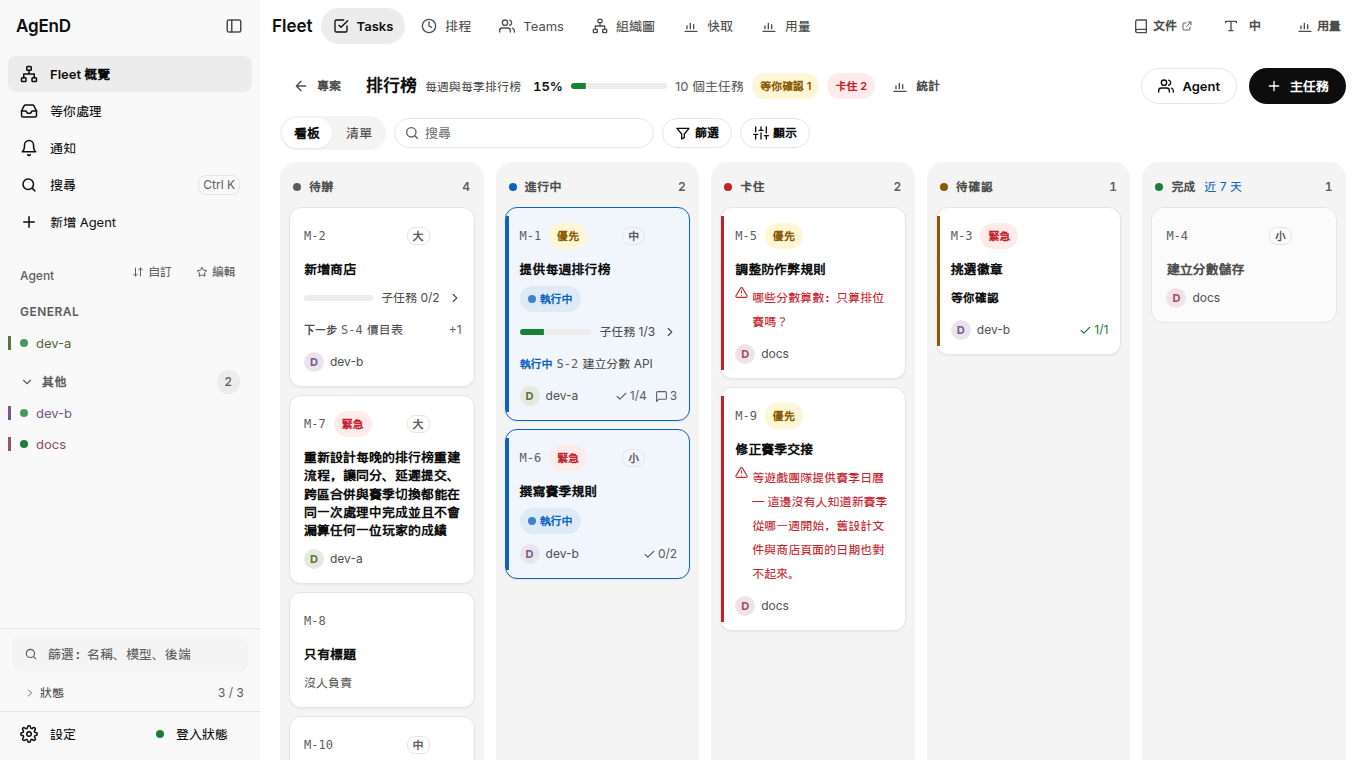 AgEnD
Fleet 概覽
等你處理
通知
搜尋 Ctrl K
新增 Agent
Agent 自訂 編輯
GENERAL
dev-a
其他 2
dev-b
docs
篩選：名稱、模型、後端
狀態 3 / 3
設定 登入狀態
Fleet Tasks 排程 Teams 組織圖 快取 用量 文件 中 用量
專案 排行榜 每週與每季排行榜 15% 10 個主任務 等你確認 1 卡住 2 統計 Agent 主任務
看板 清單 搜尋 篩選 顯示
待辦 4
M-2 大
新增商店
子任務 0/2
下一步 S-4 價目表 +1
D dev-b
M-7 緊急 大
重新設計每晚的排行榜重建
流程，讓同分、延遲提交、
跨區合併與賽季切換都能在
同一次處理中完成並且不會
漏算任何一位玩家的成績
D dev-a
M-8
只有標題
沒人負責
M-10 中
進行中 2
M-1 優先 中
提供每週排行榜
執行中
子任務 1/3
執行中 S-2 建立分數 API
D dev-a 1/4 3
M-6 緊急 小
撰寫賽季規則
執行中
D dev-b 0/2
卡住 2
M-5 優先
調整防作弊規則
哪些分數算數：只算排位
賽嗎？
D docs
M-9 優先
修正賽季交接
等遊戲團隊提供賽季日曆
— 這邊沒有人知道新賽季
從哪一週開始，舊設計文
件與商店頁面的日期也對
不起來。
D docs
待確認 1
M-3 緊急
挑選徽章
等你確認
D dev-b 1/1
完成 近 7 天 1
M-4 小
建立分數儲存
D docs